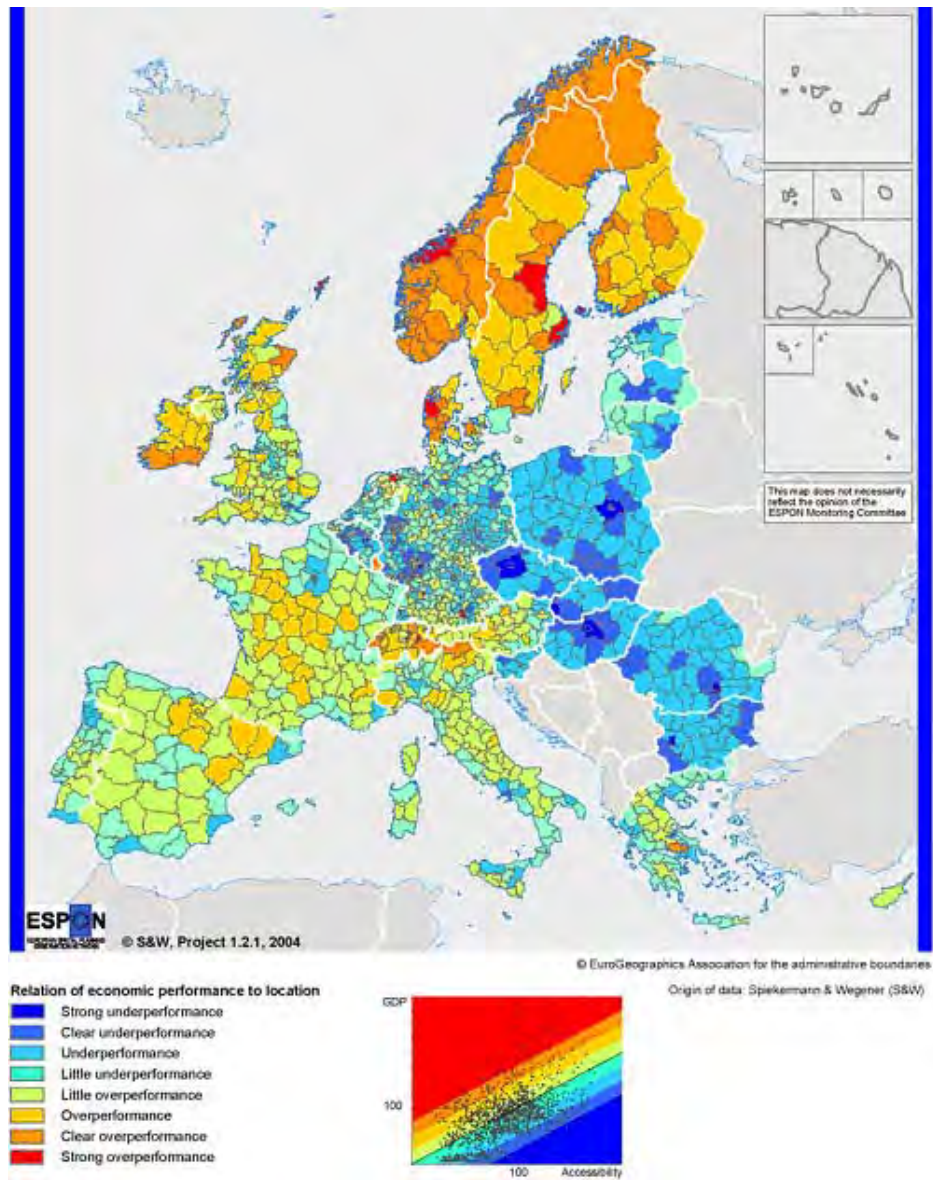 This map does not necessarily
reflect the opinion of the
ESPON Monitoring Committee
ESPON
© S&W, Project 1.2.1, 2004
© EuroGeographics Association for the administrative boundaries
Relation of economic performance to location
Origin of data: Spiekermann & Wegener (S&W)
Strong underperformance
Clear underperformance
Underperformance
Little underperformance
Little overperformance
Overperformance
Clear overperformance
Strong overperformance
GDP
100
100
Accessibility